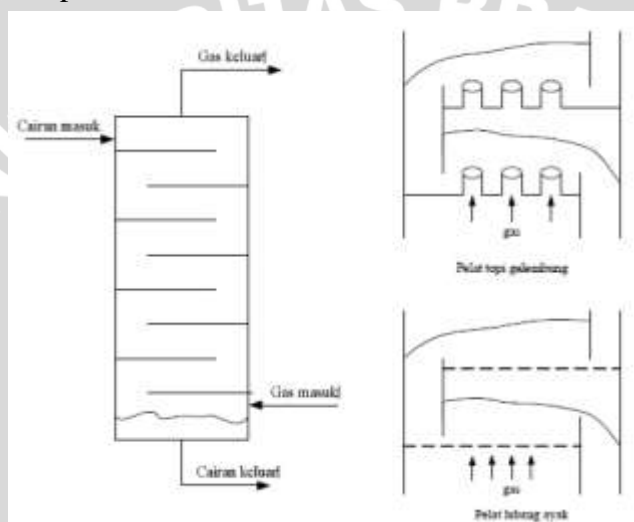 Gas keluar
Cairan masuk
Gas masuk
Cairan keluar
gas
Pelat topi gelembung
gas
Pelat lubang ayak